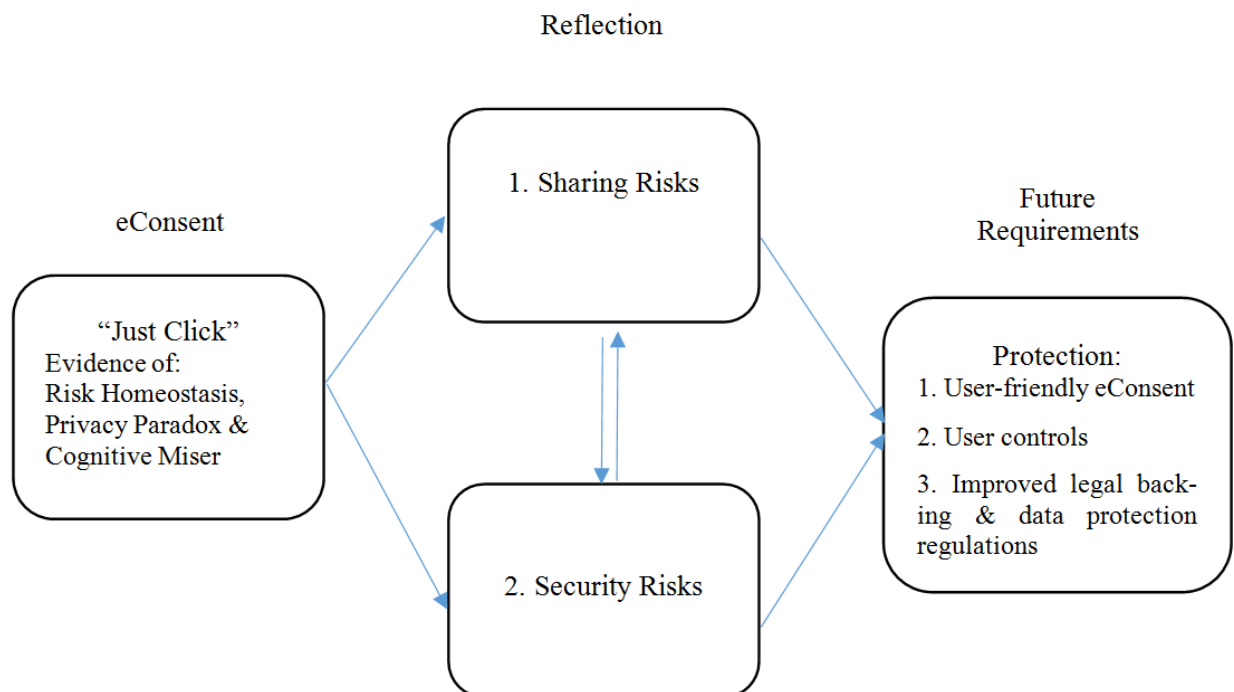 Reflection
1. Sharing Risks
eConsent
“Just Click”
Evidence of:
Risk Homeostasis,
Privacy Paradox &
Cognitive Miser
2. Security Risks
Future
Requirements
Protection:
1. User-friendly eConsent
2. User controls
3. Improved legal back-
ing & data protection
regulations